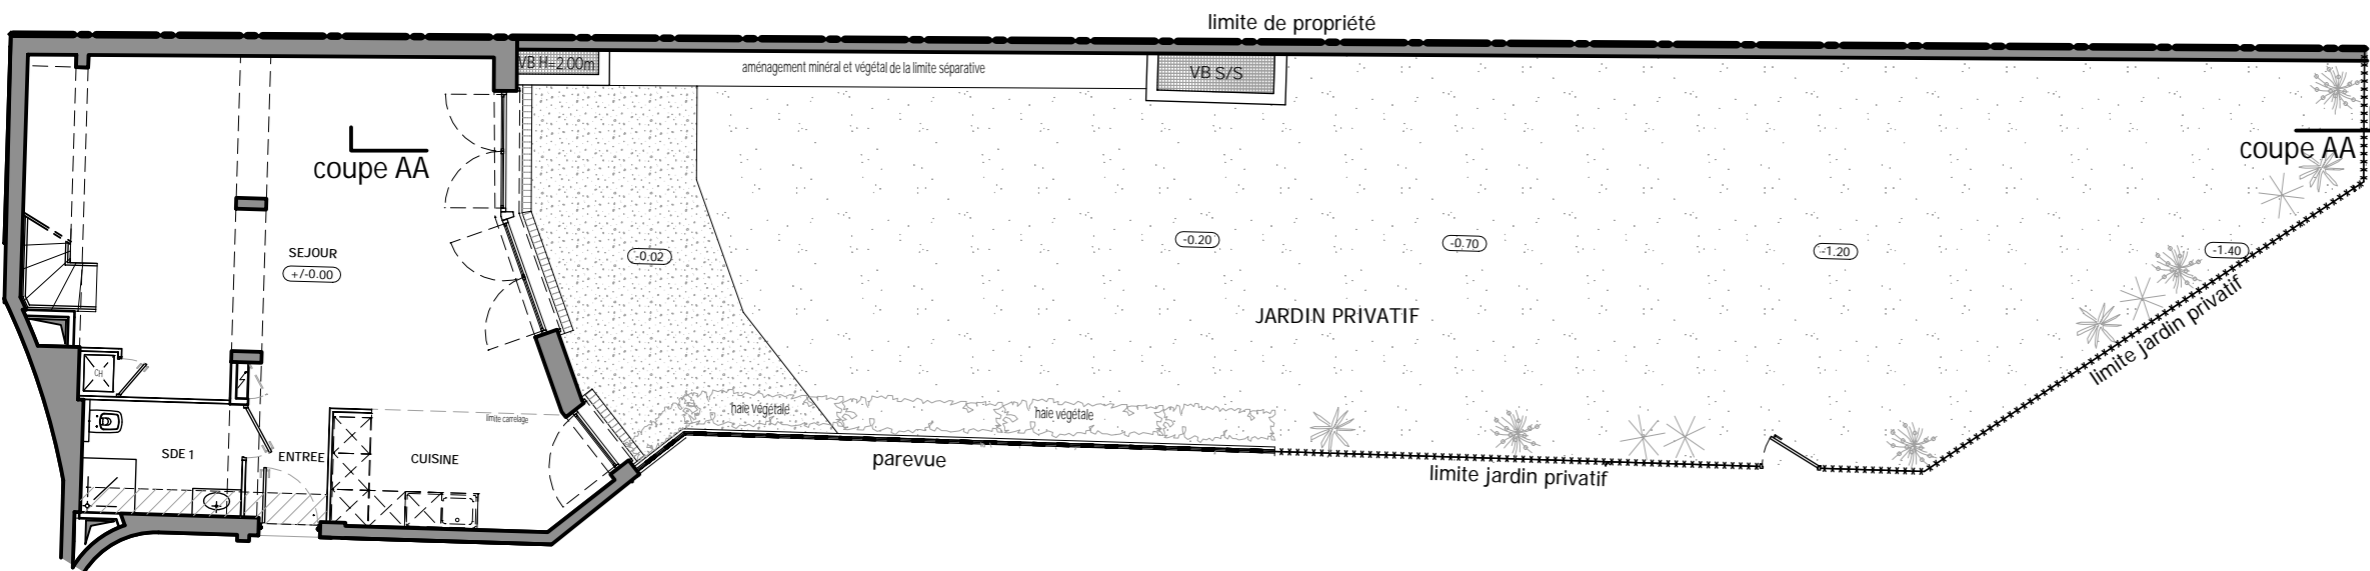 limite de propriété
VB H=2.00m
aménagement minéral et végétal de la limite séparative
VB S/S
coupe AA
coupe AA
SEJOUR
+/-0.00
-0.02
-0.20
-0.70
-1.20
-1.40
JARDIN PRIVATIF
limite jardin privatif
CH
haie végétale
haie végétale
limite carrelage
SDE 1
ENTREE
CUISINE
parevue
limite jardin privatif